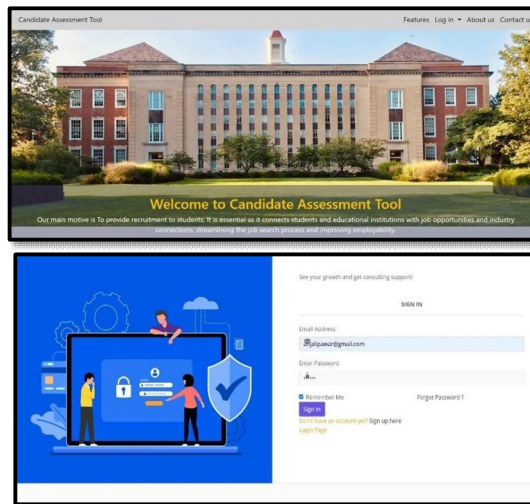 Candidate Assessment Tool
Features Log in About us Contact u
Welcome to Candidate Assessment Tool
Our main motive is To provide recruitment to students. It is essential as it connects students and educational institutions with job opportunities and industry
connections, streamlining the job search process and improving employability.
See your growth and get consulting support!
SIGN IN
Email Address
jalipawar@gmail.com
Enter Password
Remember Me Forgot Password ?
Sign In
Don't have an account yet? Sign up here
Login Page